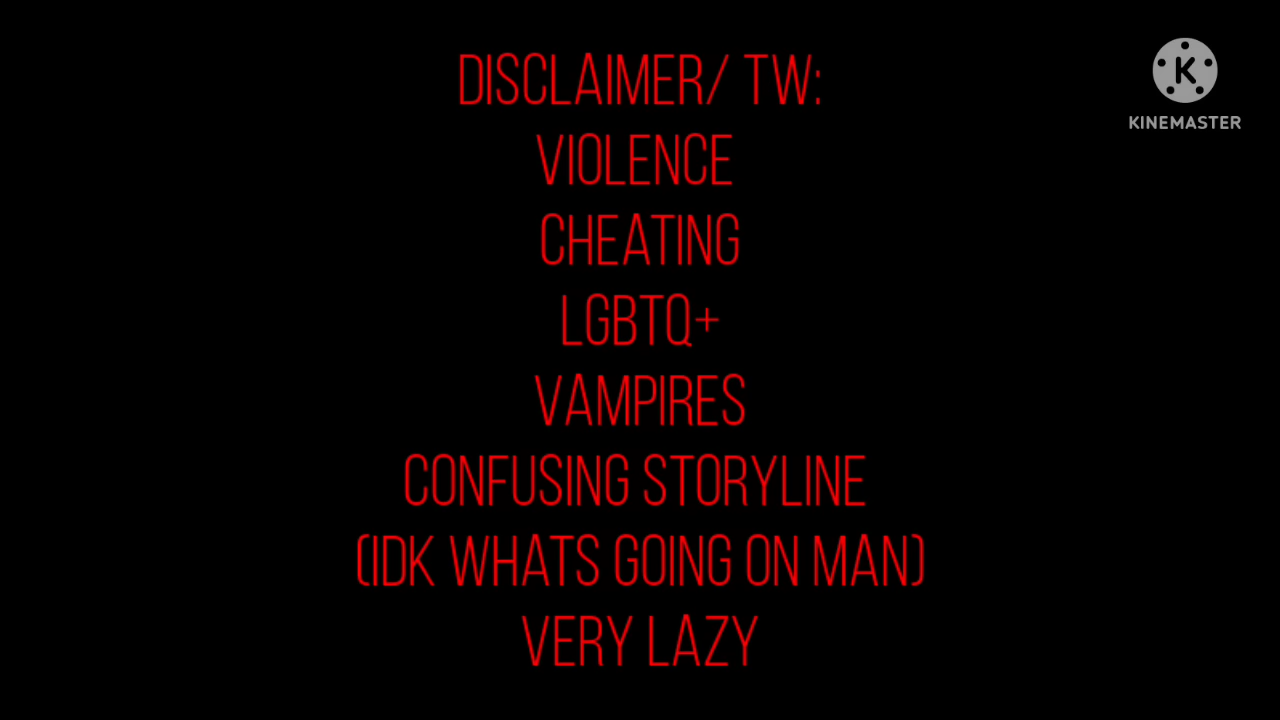 DISCLAIMER/ TW:
VIOLENCE
CHEATING
LGBTQ+
VAMPIRES
CONFUSING STORYLINE
(IDK WHATS GOING ON MAN)
VERY LAZY
K
KINEMASTER